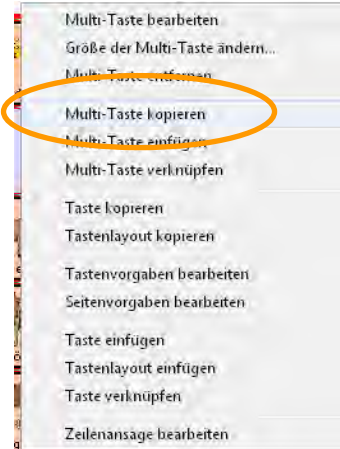 Multi-Taste bearbeiten
Größe der Multi-Taste ändern...
Multi-Taste entfernen
Multi-Taste kopieren
Multi-Taste einfügen
Multi-Taste verknüpfen
Taste kopieren
Tastenlayout kopieren
Tastenvorgaben bearbeiten
Seitenvorgaben bearbeiten
Taste einfügen
Tastenlayout einfügen
Taste verknüpfen
Zeilenansage bearbeiten